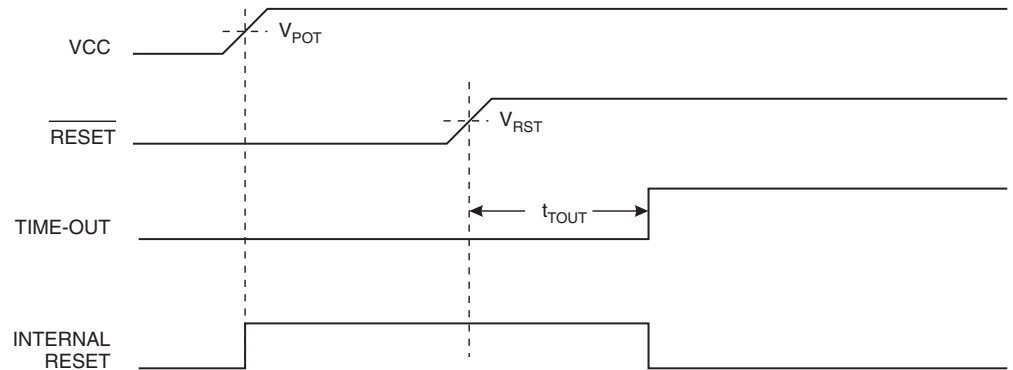 VCC
VPOT
RESET
VRST
TIME-OUT
tTOUT
INTERNAL
RESET